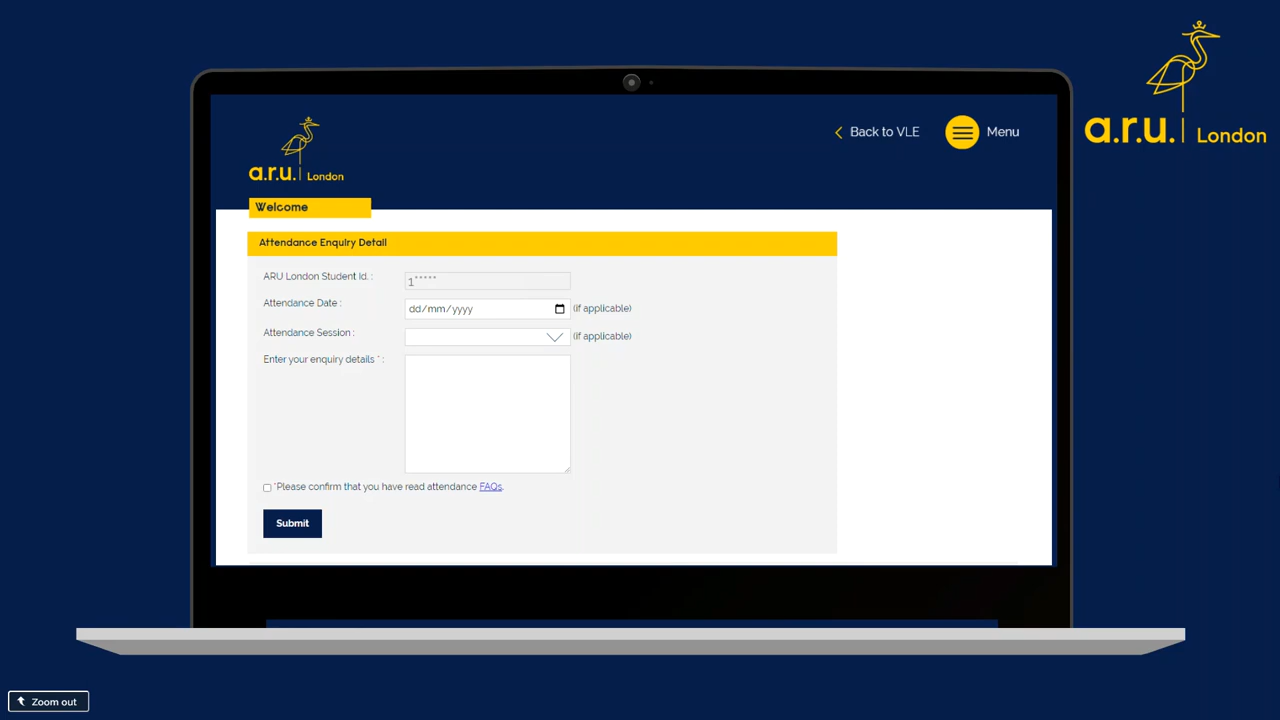 a.r.u. London
Back to VLE
Menu
a.r.u. London
Welcome
Attendance Enquiry Detail
ARU London Student Id. : 1*****
Attendance Date : dd/mm/yyyy (if applicable)
Attendance Session : (if applicable)
Enter your enquiry details * :
*Please confirm that you have read attendance FAQs.
Submit
Zoom out